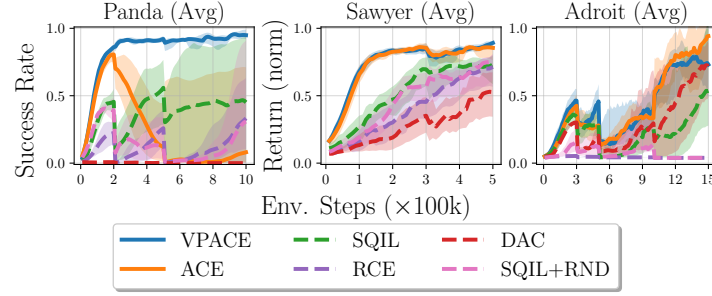 Panda (Avg)
Sawyer (Avg)
Adroit (Avg)
Success Rate
Return (norm)
1.0
0.5
0.0
1.0
0.5
0.0
1.0
0.5
0.0
0 2 4 6 8 10
0 1 2 3 4 5
0 3 6 9 12 15
Env. Steps (×100k)
VPACE SQIL DAC
ACE RCE SQIL+RND